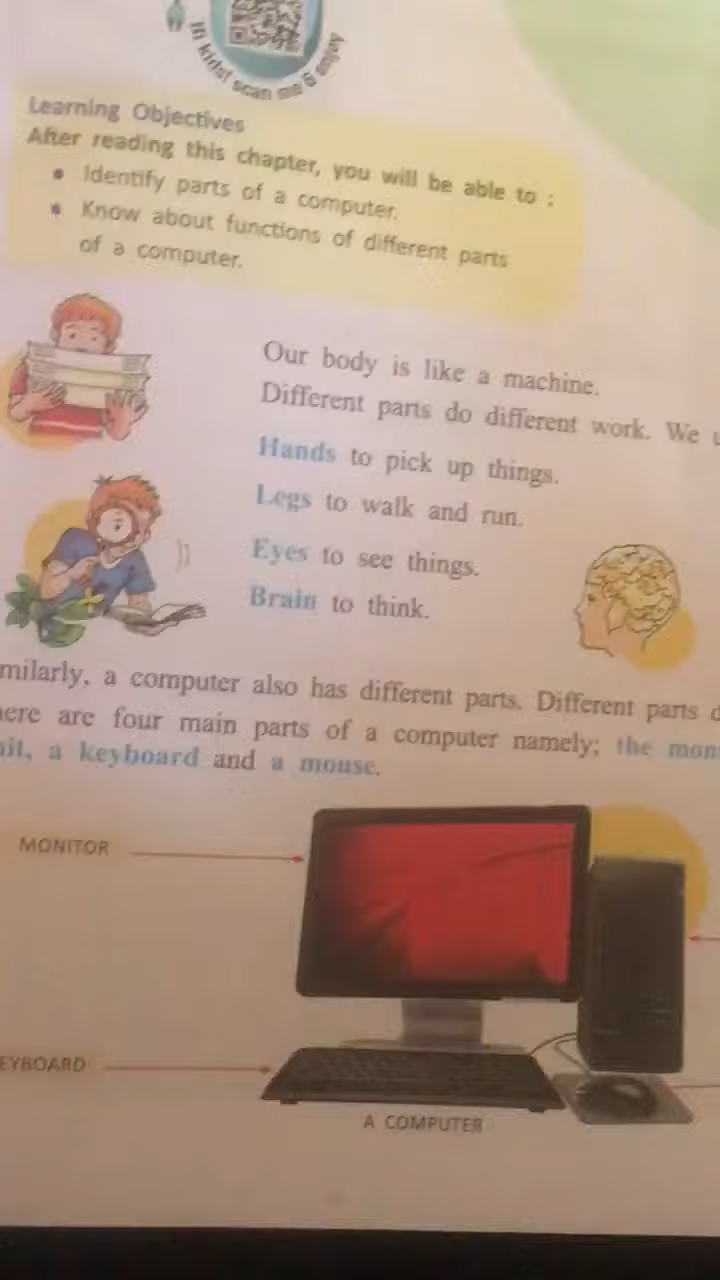 Hi kids! scan me & enjoy
Learning Objectives
After reading this chapter, you will be able to :
• Identify parts of a computer.
• Know about functions of different parts
of a computer.
Our body is like a machine.
Different parts do different work. We
Hands to pick up things.
Legs to walk and run.
Eyes to see things.
Brain to think.
milarly, a computer also has different parts. Different parts
here are four main parts of a computer namely; the mon
nit, a keyboard and a mouse.
MONITOR
EYBOARD
A COMPUTER